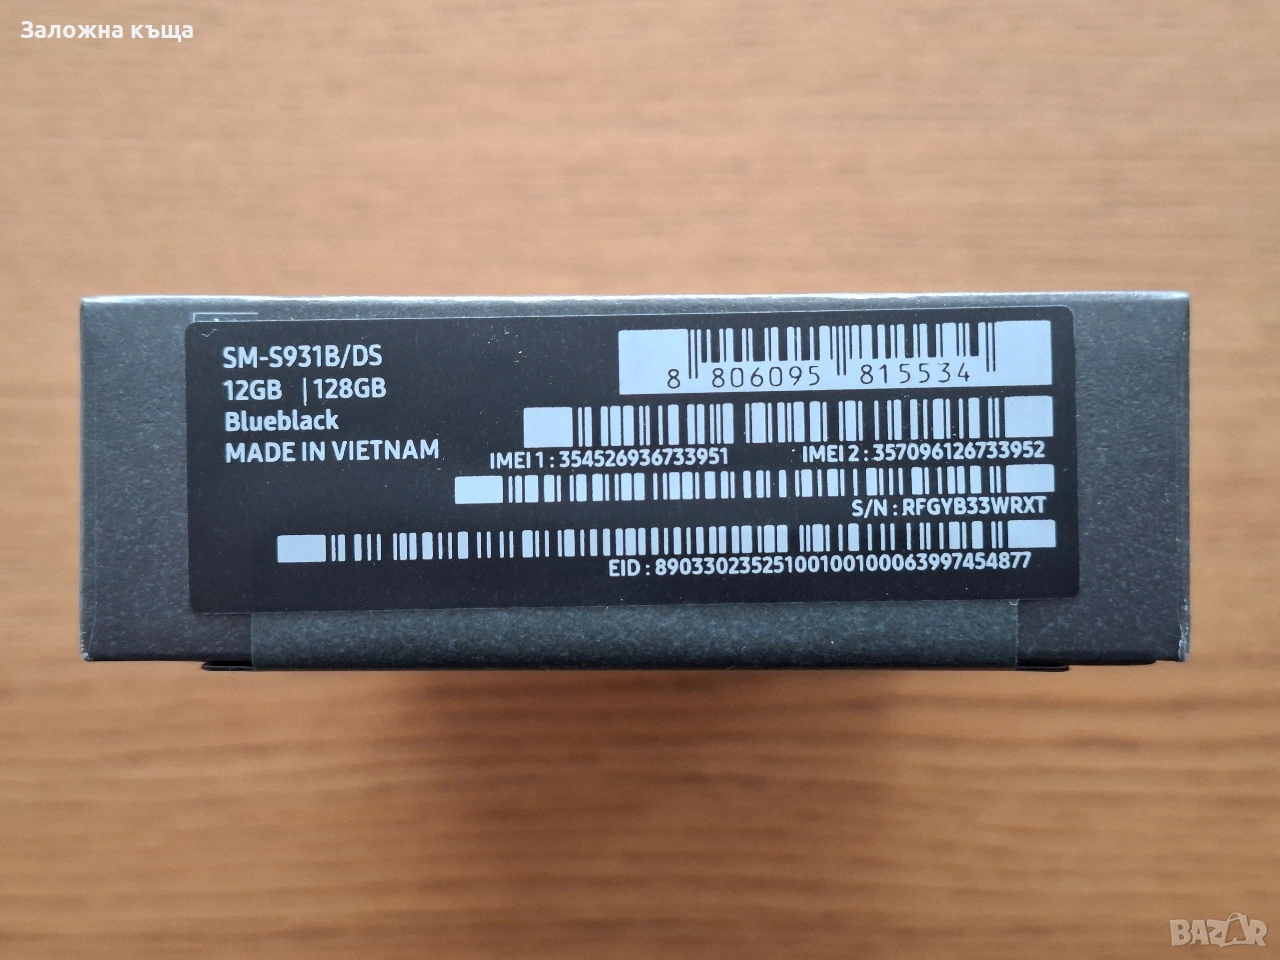 Заложна къща
SM-S931B/DS
12GB | 128GB
Blueblack
MADE IN VIETNAM
8 806095 815534
IMEI 1 : 354526936733951 IMEI 2 : 357096126733952
S/N : RFGYB33WRXT
EID : 89033023525100100100063997454877
BAZAR